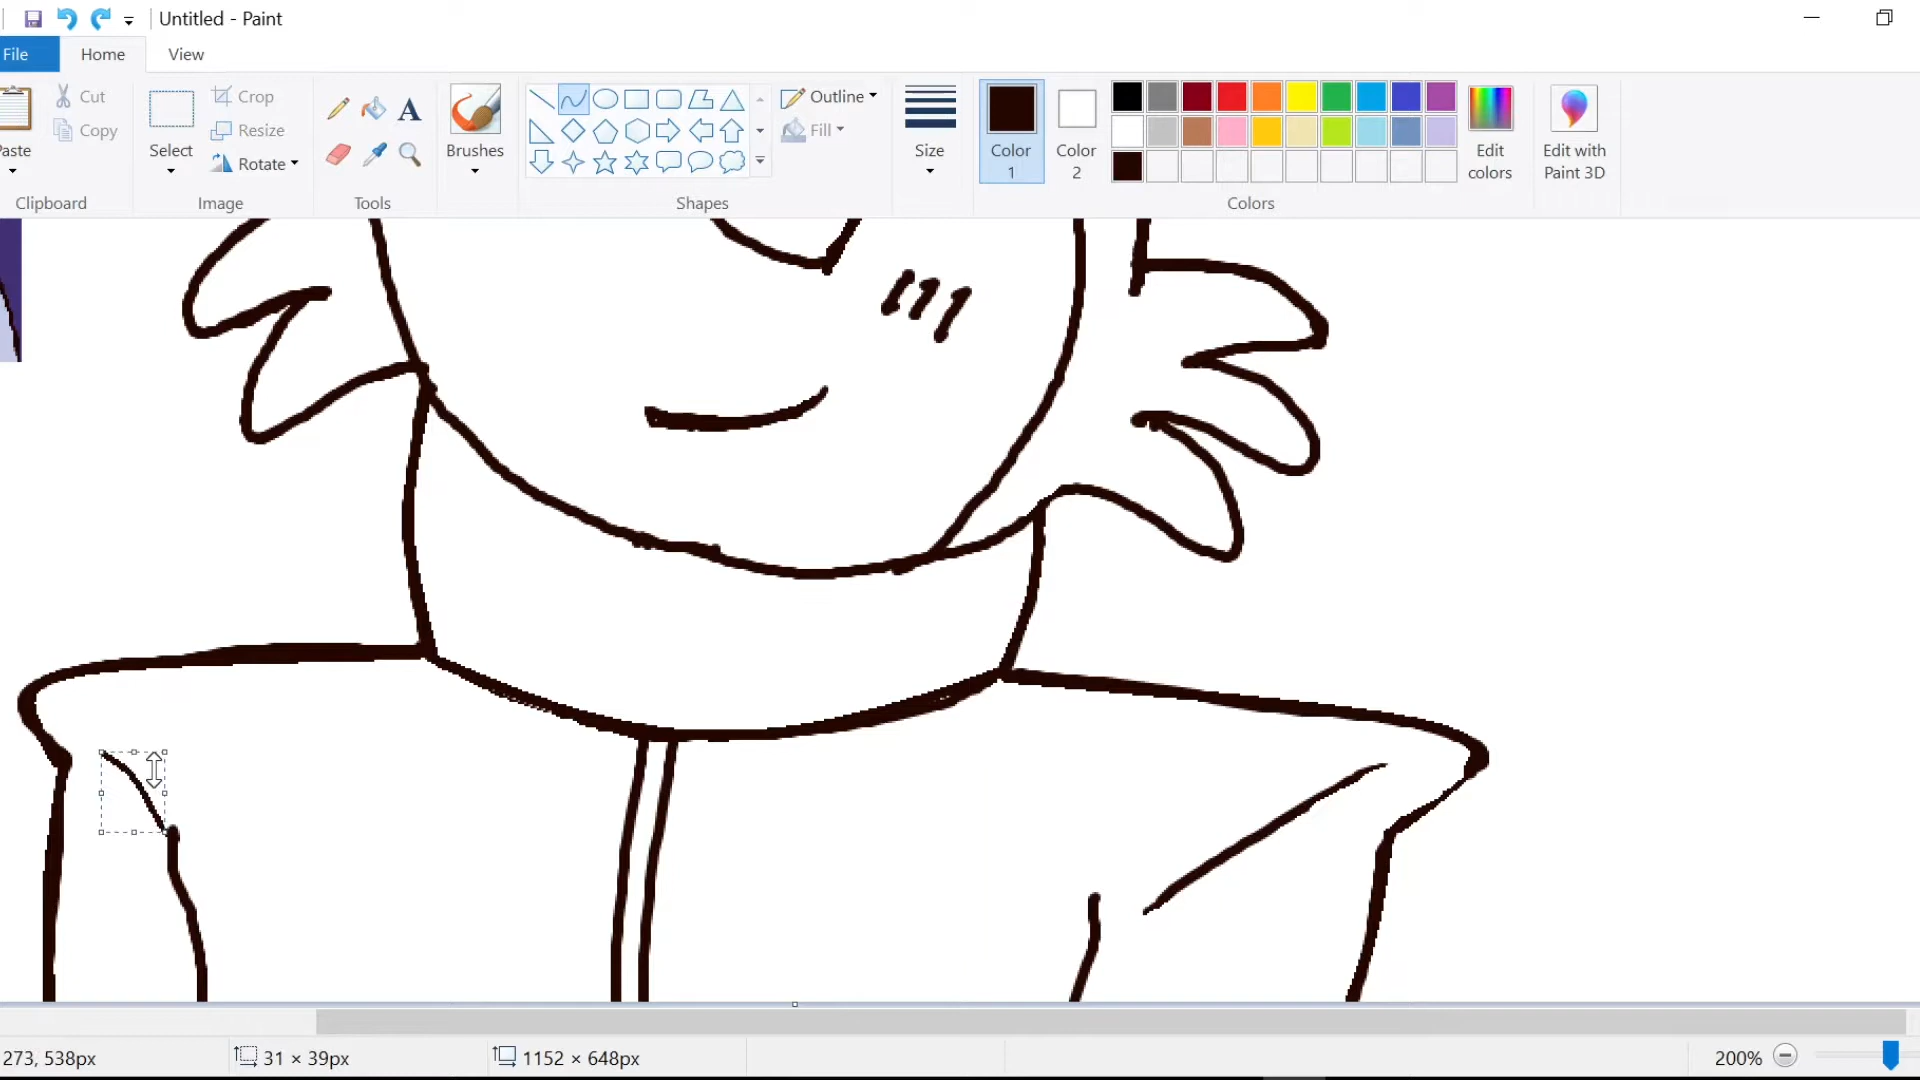 Untitled - Paint
File Home View
Cut Crop Outline
Copy Resize Fill
Paste Select Rotate Brushes Size Color 1 Color 2 Edit colors Edit with Paint 3D
Clipboard Image Tools Shapes Colors
273, 538px 31 × 39px 1152 × 648px 200%